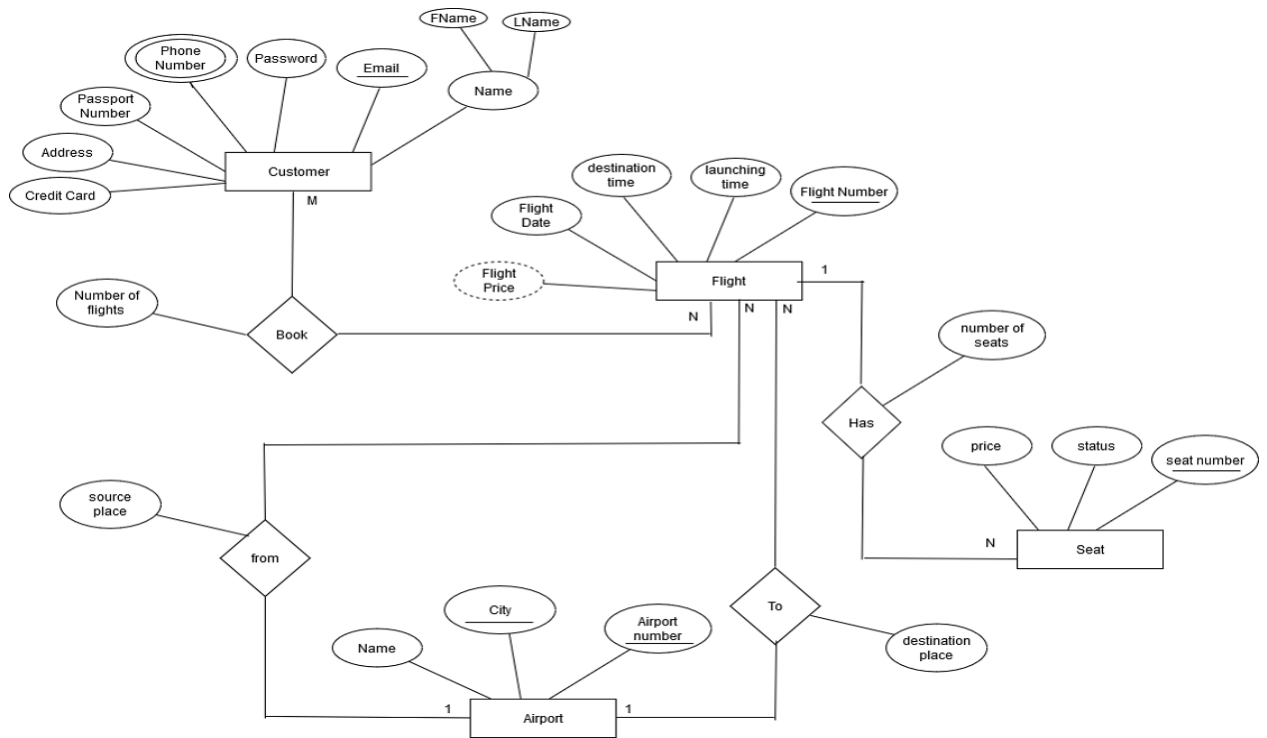 FName
LName
Phone
Number
Password
Email
Name
Passport
Number
Address
Credit Card
Customer
M
destination
time
launching
time
Flight Number
Flight
Date
Flight
Price
Flight
1
N
N
N
Number of
flights
Book
number of
seats
Has
price
status
seat number
N
Seat
source
place
from
To
destination
place
Name
City
Airport
number
1
Airport
1